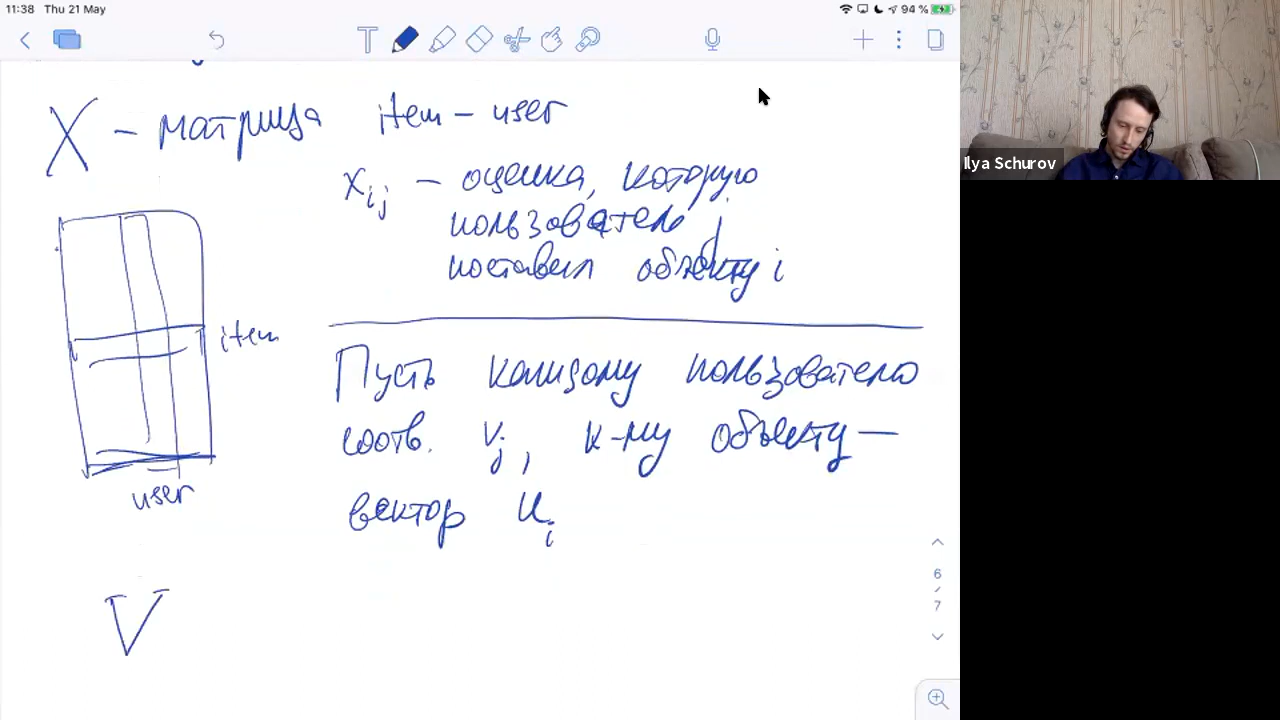 11:38 Thu 21 May
94 %
T
X - матрица item - user
x_ij - оценка, которую
пользователь j
поставил объекту i
item
user
Пусть каждому пользователю
соотв. v_j, к-му объекту —
вектор u_i
V
6
7
Ilya Schurov